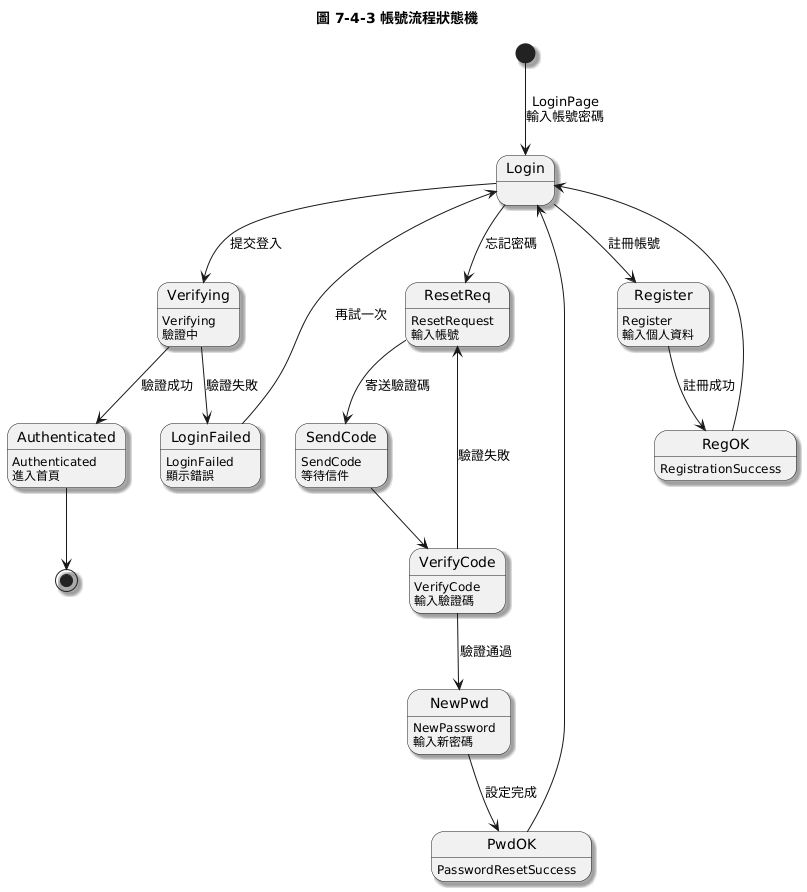 圖 7-4-3 帳號流程狀態機
LoginPage
輸入帳號密碼
Login
提交登入
忘記密碼
註冊帳號
Verifying
Verifying
驗證中
再試一次
ResetReq
ResetRequest
輸入帳號
Register
Register
輸入個人資料
驗證成功
驗證失敗
寄送驗證碼
註冊成功
Authenticated
Authenticated
進入首頁
LoginFailed
LoginFailed
顯示錯誤
SendCode
SendCode
等待信件
驗證失敗
RegOK
RegistrationSuccess
VerifyCode
VerifyCode
輸入驗證碼
驗證通過
NewPwd
NewPassword
輸入新密碼
設定完成
PwdOK
PasswordResetSuccess